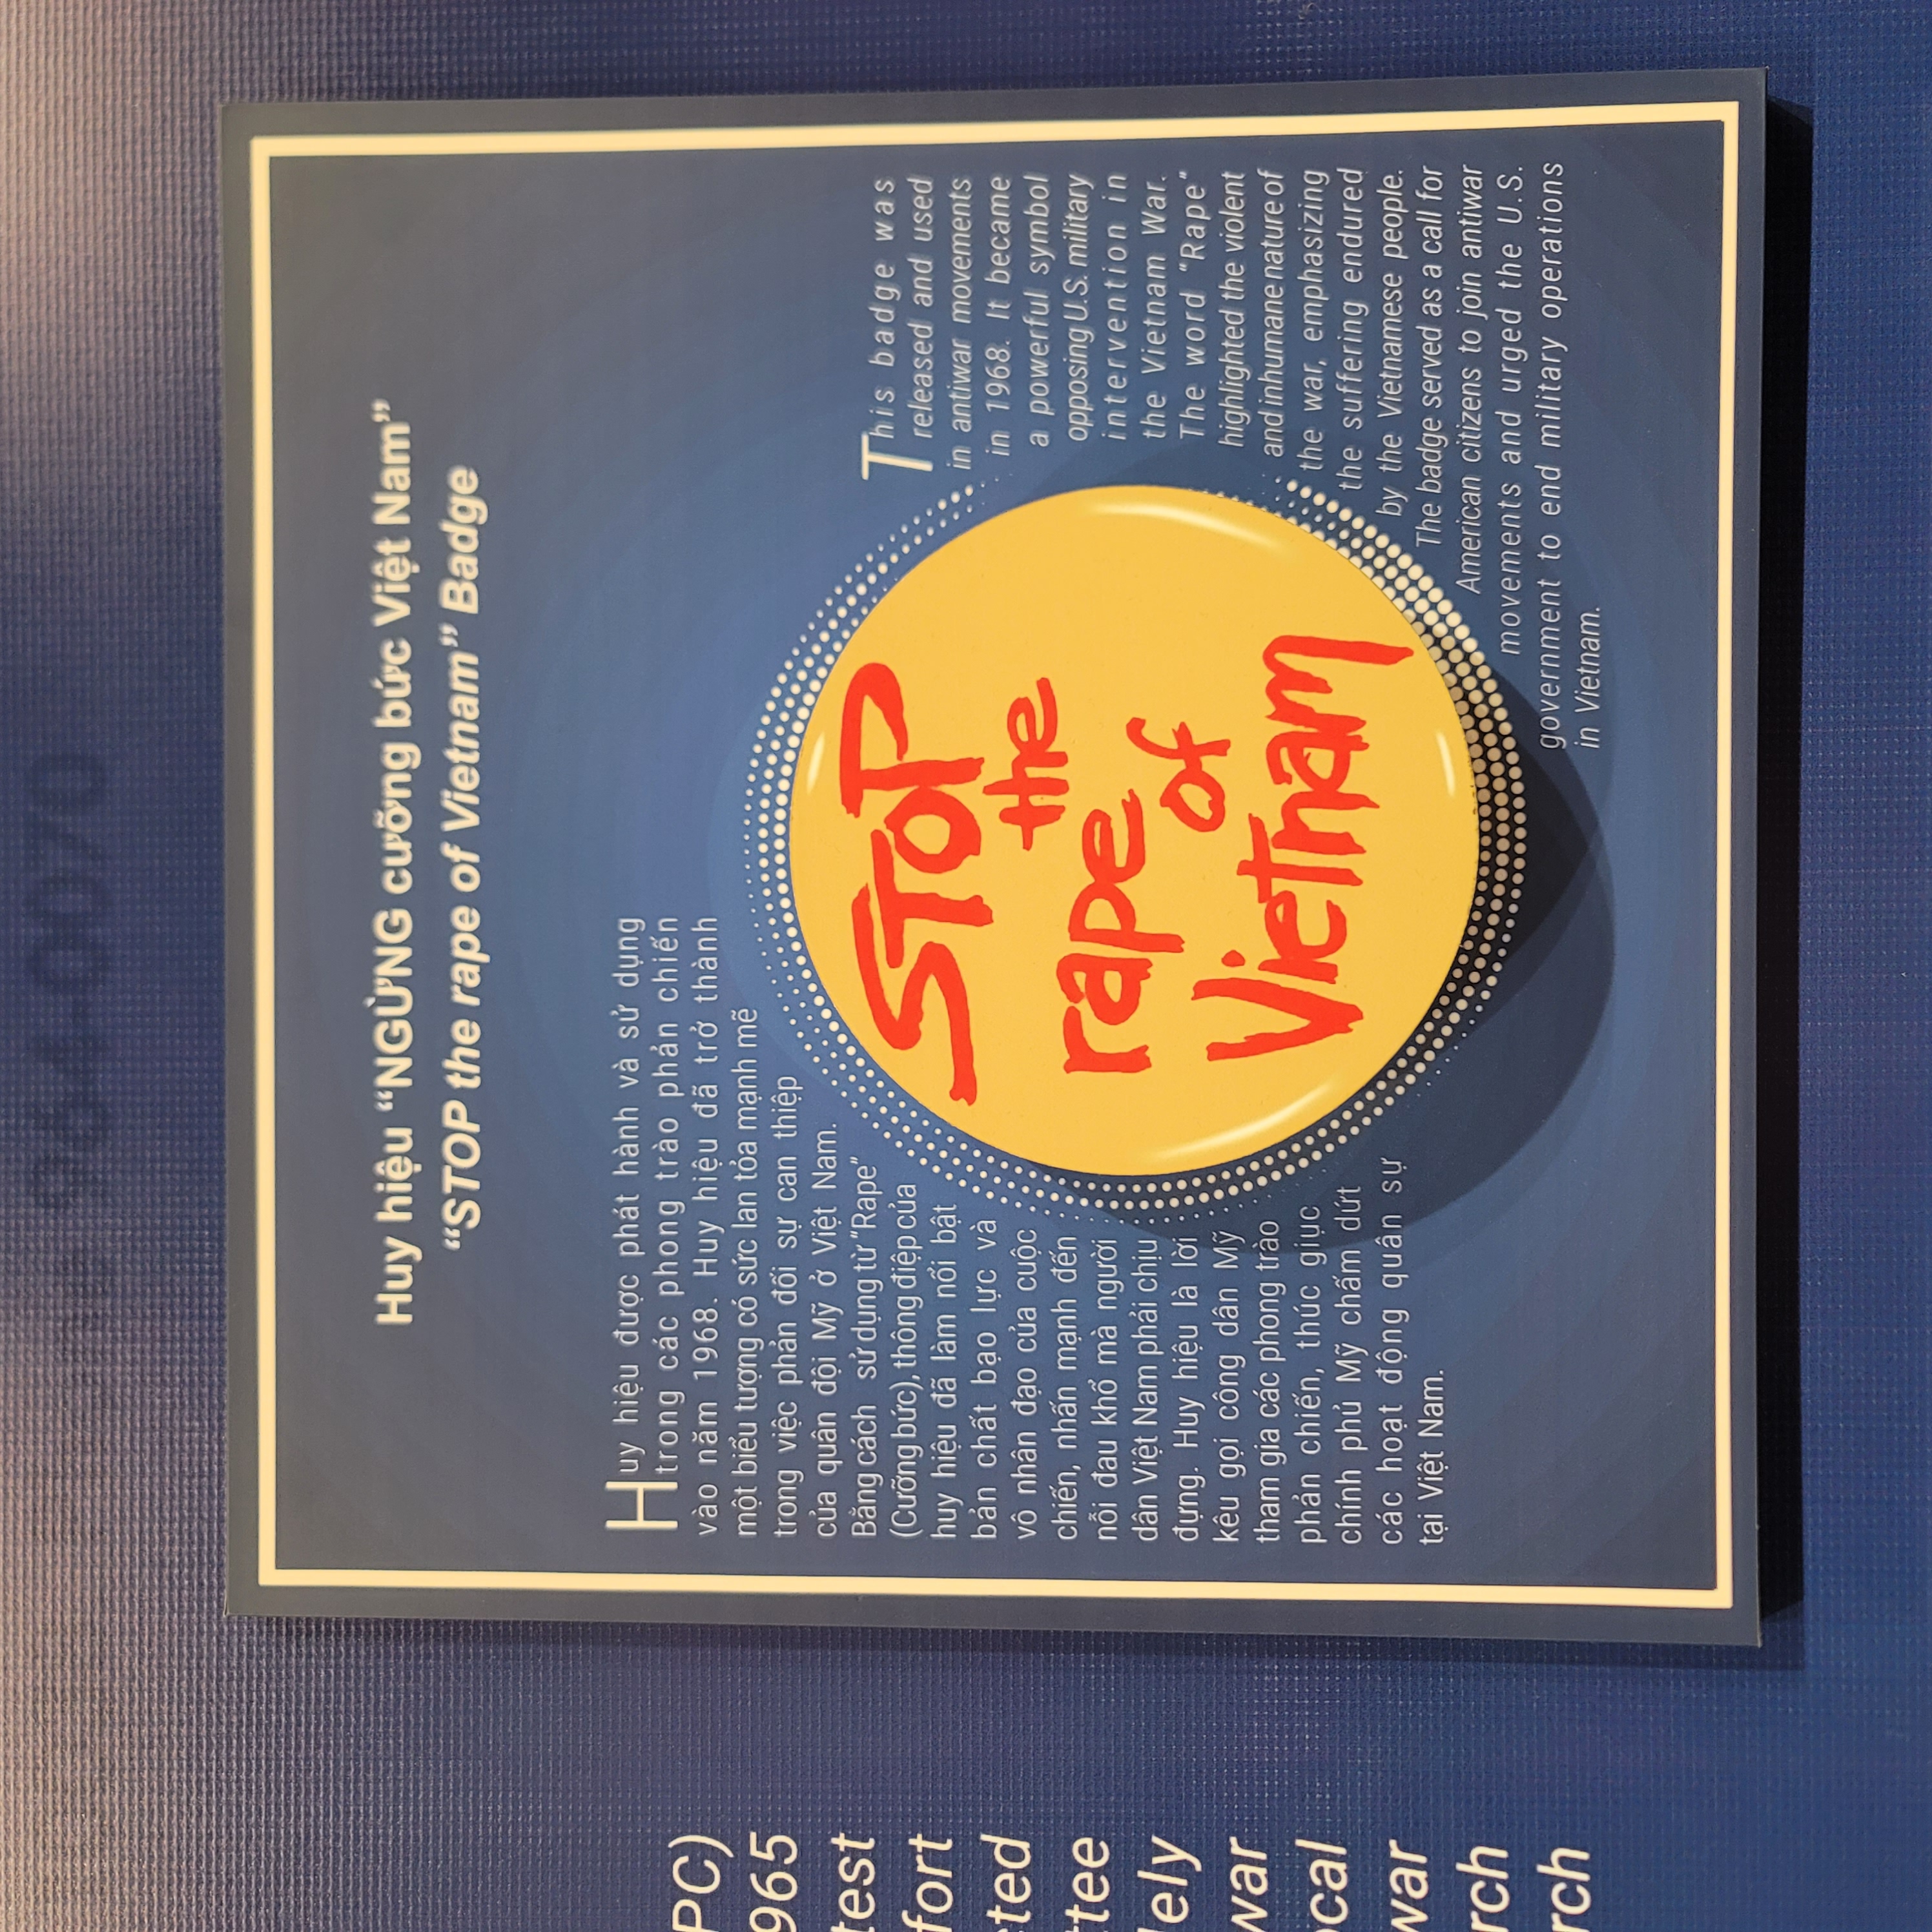 Huy hiệu “NGỪNG cưỡng bức Việt Nam”
“STOP the rape of Vietnam” Badge
Huy hiệu được phát hành và sử dụng
trong các phong trào phản chiến
vào năm 1968. Huy hiệu đã trở thành
một biểu tượng có sức lan tỏa mạnh mẽ
trong việc phản đối sự can thiệp
của quân đội Mỹ ở Việt Nam.
Bằng cách sử dụng từ “Rape”
(Cưỡng bức), thông điệp của
huy hiệu đã làm nổi bật
bản chất bạo lực và
vô nhân đạo của cuộc
chiến, nhấn mạnh đến
nỗi đau khổ mà người
dân Việt Nam phải chịu
đựng. Huy hiệu là lời
kêu gọi công dân Mỹ
tham gia các phong trào
phản chiến, thúc giục
chính phủ Mỹ chấm dứt
các hoạt động quân sự
tại Việt Nam.
STOP
the
rape
of
Vietnam
This badge was
released and used
in antiwar movements
in 1968. It became
a powerful symbol
opposing U.S. military
intervention in
the Vietnam War.
The word “Rape”
highlighted the violent
and inhumane nature of
the war, emphasizing
the suffering endured
by the Vietnamese people.
The badge served as a call for
American citizens to join antiwar
movements and urged the U.S.
government to end military operations
in Vietnam.
PC)
965
test
fort
ted
ttee
lely
war
ocal
war
rch
rch